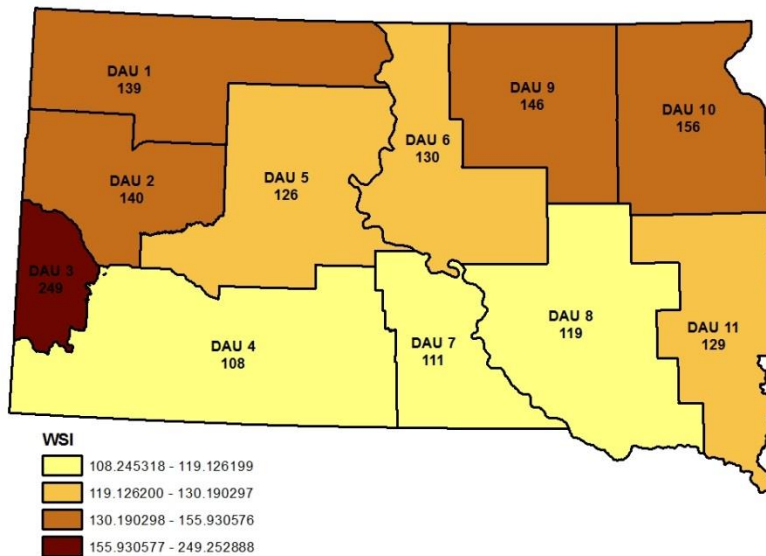 DAU 1
139
DAU 9
146
DAU 10
156
DAU 6
130
DAU 5
126
DAU 2
140
DAU 3
249
DAU 8
119
DAU 11
129
DAU 7
111
DAU 4
108
WSI
108.245318 - 119.126199
119.126200 - 130.190297
130.190298 - 155.930576
155.930577 - 249.252888